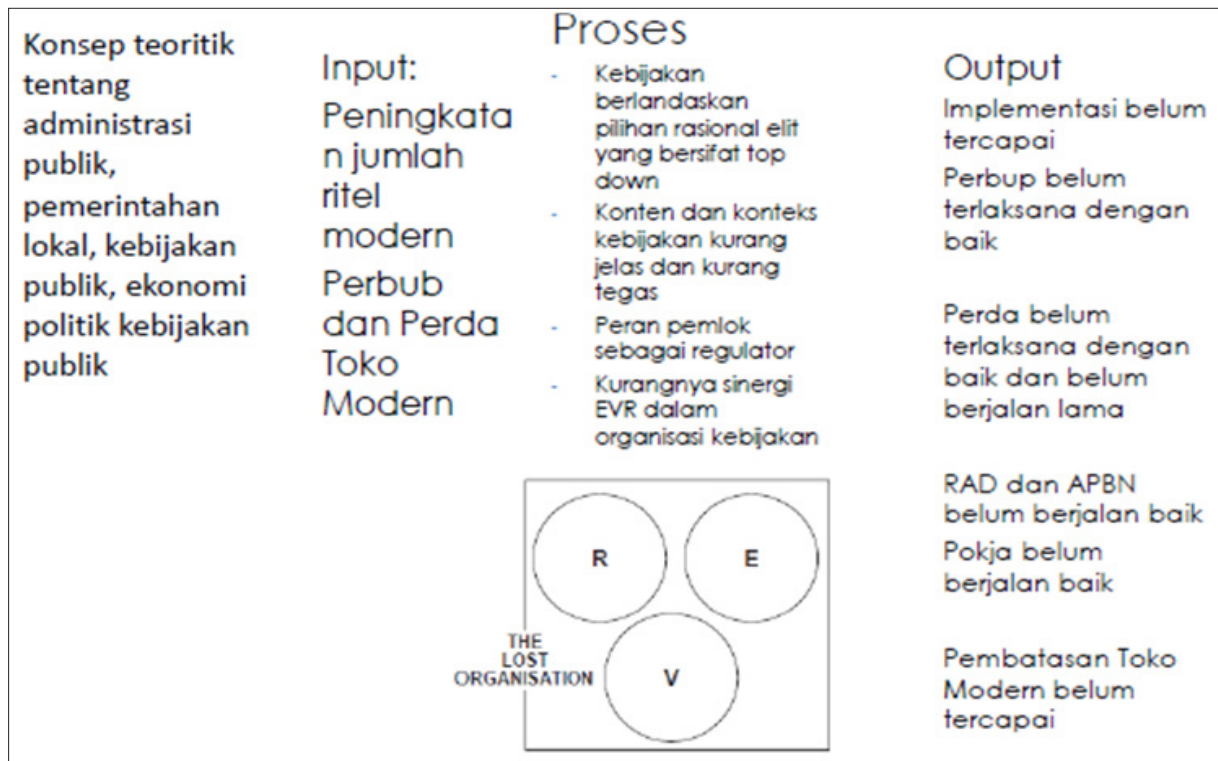 Konsep teoritik
tentang
administrasi
publik,
pemerintahan
lokal, kebijakan
publik, ekonomi
politik kebijakan
publik
Input:
Peningkata
n jumlah
ritel
modern
Perbub
dan Perda
Toko
Modern
Proses
- Kebijakan
berlandaskan
pilihan rasional elit
yang bersifat top
down
- Konten dan konteks
kebijakan kurang
jelas dan kurang
tegas
- Peran pemlok
sebagai regulator
- Kurangnya sinergi
EVR dalam
organisasi kebijakan
R
E
V
THE
LOST
ORGANISATION
Output
Implementasi belum
tercapai
Perbup belum
terlaksana dengan
baik
Perda belum
terlaksana dengan
baik dan belum
berjalan lama
RAD dan APBN
belum berjalan baik
Pokja belum
berjalan baik
Pembatasan Toko
Modern belum
tercapai